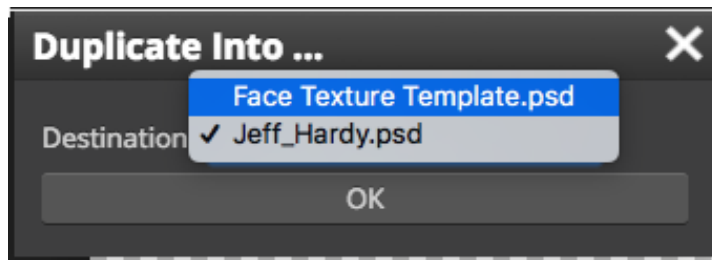 Duplicate Into ...
Face Texture Template.psd
Destination ✓ Jeff_Hardy.psd
OK